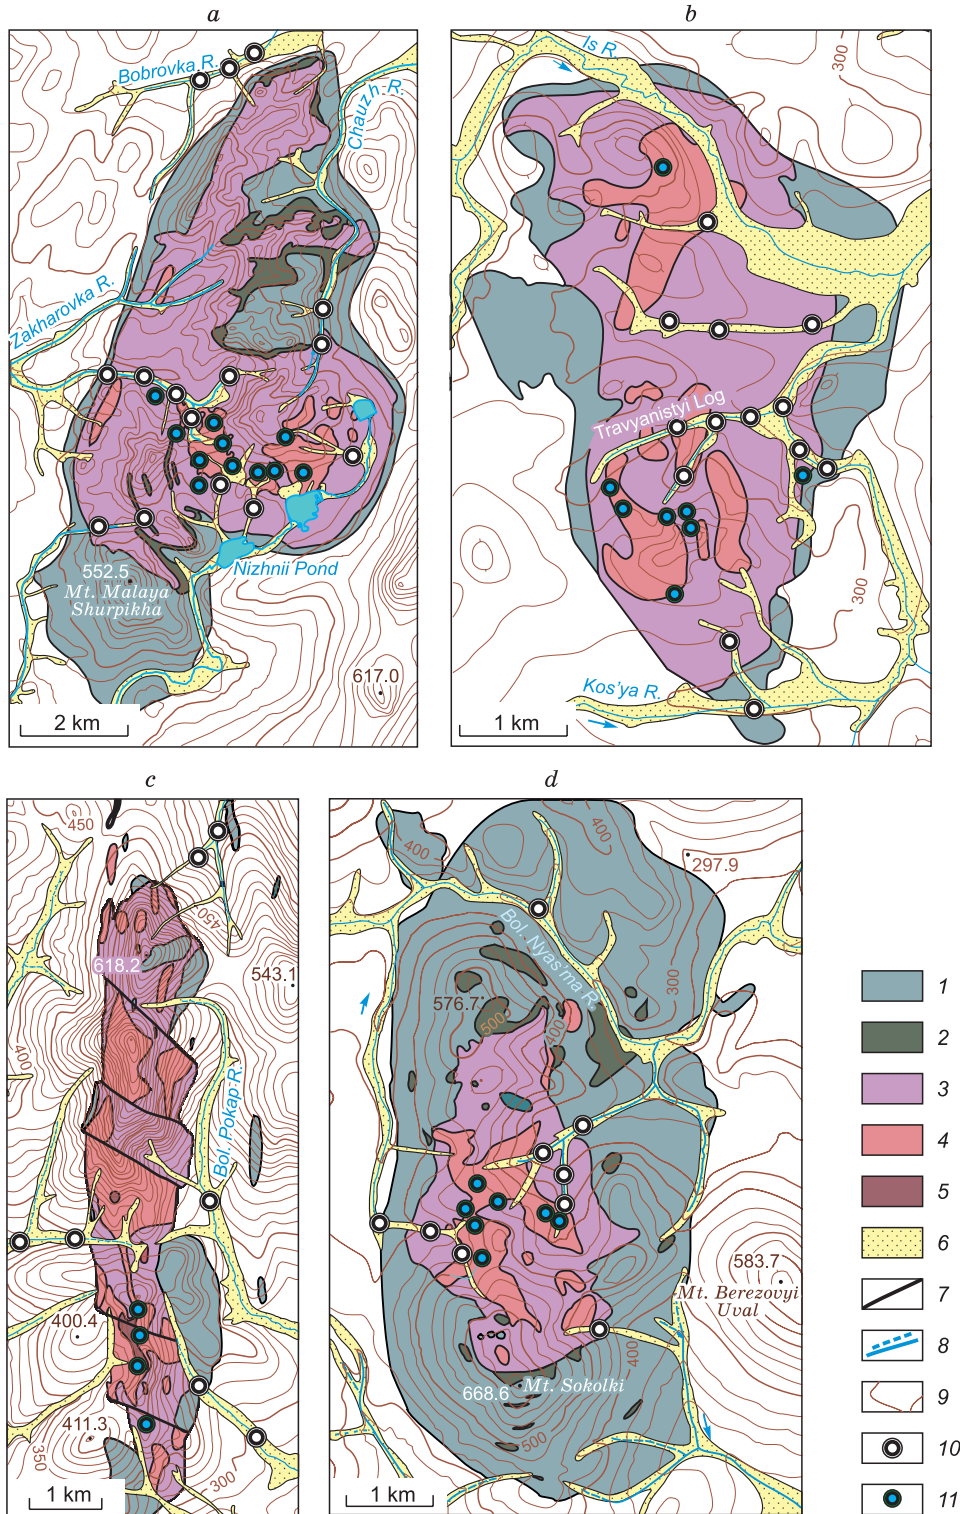 a
b
Bobrovka R.
Chauzh R.
Zakharovka R.
552.5
Mt. Malaya
Shurpikha
Nizhnii Pond
617.0
2 km
Is R.
300
Travyanistyi Log
300
Kos'ya R.
1 km
c
d
450
618.2
450
543.1
400
Bol. Pokap R.
400.4
411.3
350
300
1 km
400
400
297.9
Bol. Nyas'ma R.
576.7
500
400
300
583.7
Mt. Berezovyi
Uval
400
668.6
Mt. Sokolki
500
1 km
1
2
3
4
5
6
7
8
9
10
11